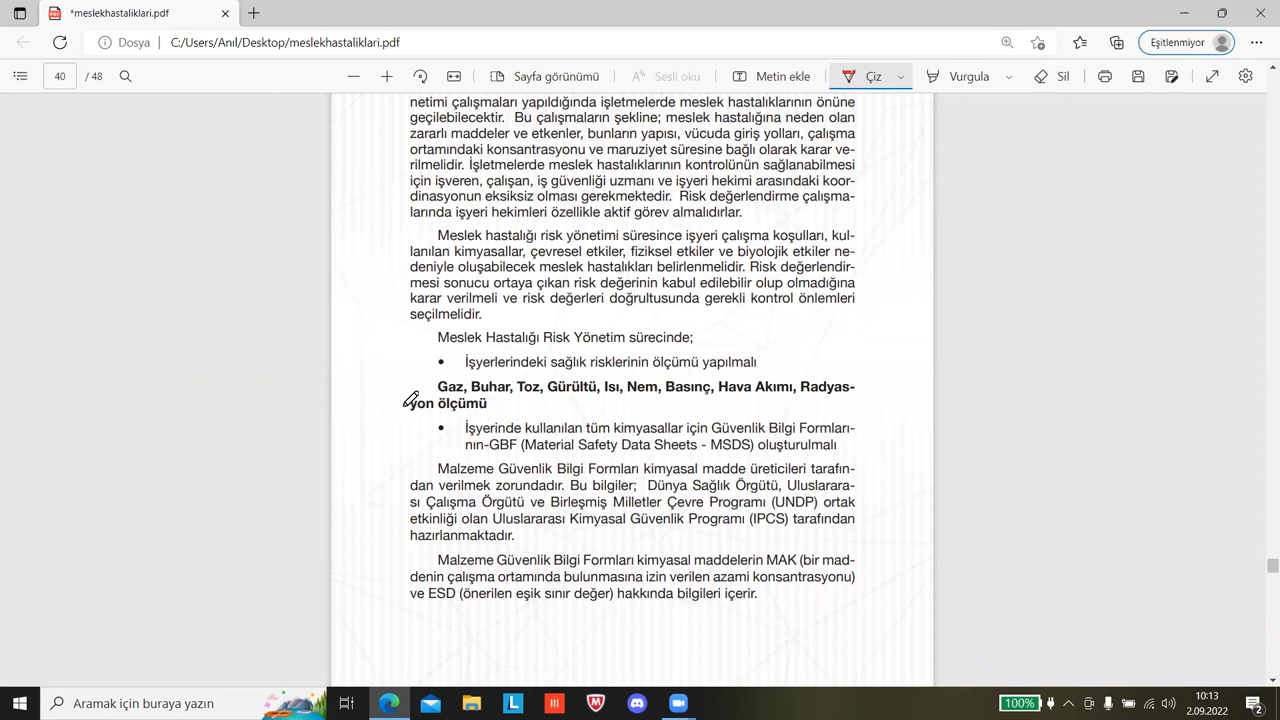 *meslekhastaliklari.pdf
Dosya
C:/Users/Anıl/Desktop/meslekhastaliklari.pdf
Eşitlenmiyor
40 / 48
Sayfa görünümü
Sesli oku
Metin ekle
Çiz
Vurgula
Sil
netimi çalışmaları yapıldığında işletmelerde meslek hastalıklarının önüne
geçilebilecektir. Bu çalışmaların şekline; meslek hastalığına neden olan
zararlı maddeler ve etkenler, bunların yapısı, vücuda giriş yolları, çalışma
ortamındaki konsantrasyonu ve maruziyet süresine bağlı olarak karar ve-
rilmelidir. İşletmelerde meslek hastalıklarının kontrolünün sağlanabilmesi
için işveren, çalışan, iş güvenliği uzmanı ve işyeri hekimi arasındaki koor-
dinasyonun eksiksiz olması gerekmektedir. Risk değerlendirme çalışma-
larında işyeri hekimleri özellikle aktif görev almalıdırlar.
Meslek hastalığı risk yönetimi süresince işyeri çalışma koşulları, kul-
lanılan kimyasallar, çevresel etkiler, fiziksel etkiler ve biyolojik etkiler ne-
deniyle oluşabilecek meslek hastalıkları belirlenmelidir. Risk değerlendir-
mesi sonucu ortaya çıkan risk değerinin kabul edilebilir olup olmadığına
karar verilmeli ve risk değerleri doğrultusunda gerekli kontrol önlemleri
seçilmelidir.
Meslek Hastalığı Risk Yönetim sürecinde;
• İşyerlerindeki sağlık risklerinin ölçümü yapılmalı
Gaz, Buhar, Toz, Gürültü, Isı, Nem, Basınç, Hava Akımı, Radyas-
yon ölçümü
• İşyerinde kullanılan tüm kimyasallar için Güvenlik Bilgi Formları-
nın-GBF (Material Safety Data Sheets - MSDS) oluşturulmalı
Malzeme Güvenlik Bilgi Formları kimyasal madde üreticileri tarafın-
dan verilmek zorundadır. Bu bilgiler; Dünya Sağlık Örgütü, Uluslarara-
sı Çalışma Örgütü ve Birleşmiş Milletler Çevre Programı (UNDP) ortak
etkinliği olan Uluslararası Kimyasal Güvenlik Programı (IPCS) tarafından
hazırlanmaktadır.
Malzeme Güvenlik Bilgi Formları kimyasal maddelerin MAK (bir mad-
denin çalışma ortamında bulunmasına izin verilen azami konsantrasyonu)
ve ESD (önerilen eşik sınır değer) hakkında bilgileri içerir.
Aramak için buraya yazın
100%
10:13
2.09.2022
2